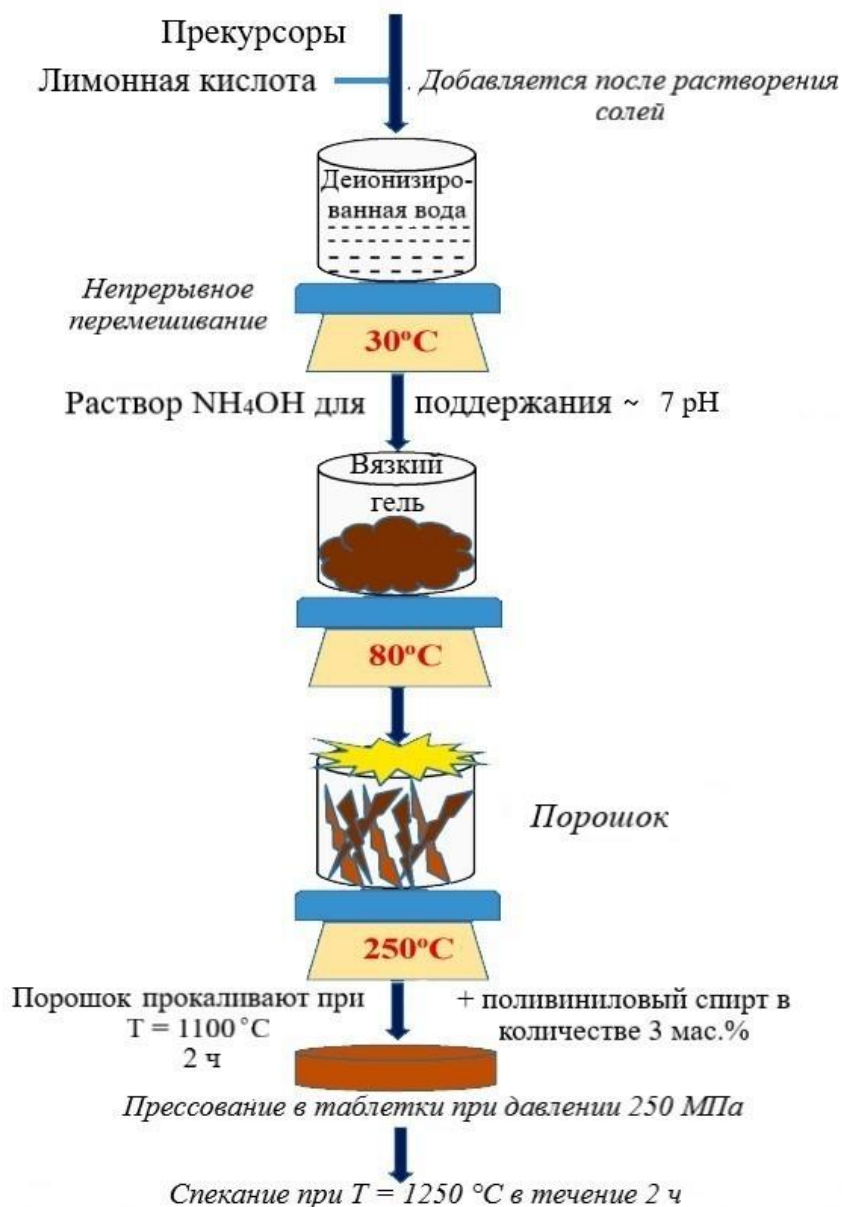 Прекурсоры
Лимонная кислота
Добавляется после растворения
солей
Деионизиро-
ванная вода
Непрерывное
перемешивание
30°C
Раствор NH₄OH для поддержания ~ 7 pH
Вязкий
гель
80°C
Порошок
250°C
Порошок прокаливают при
T = 1100 °C
2 ч
+ поливиниловый спирт в
количестве 3 мас.%
Прессование в таблетки при давлении 250 МПа
Спекание при T = 1250 °C в течение 2 ч